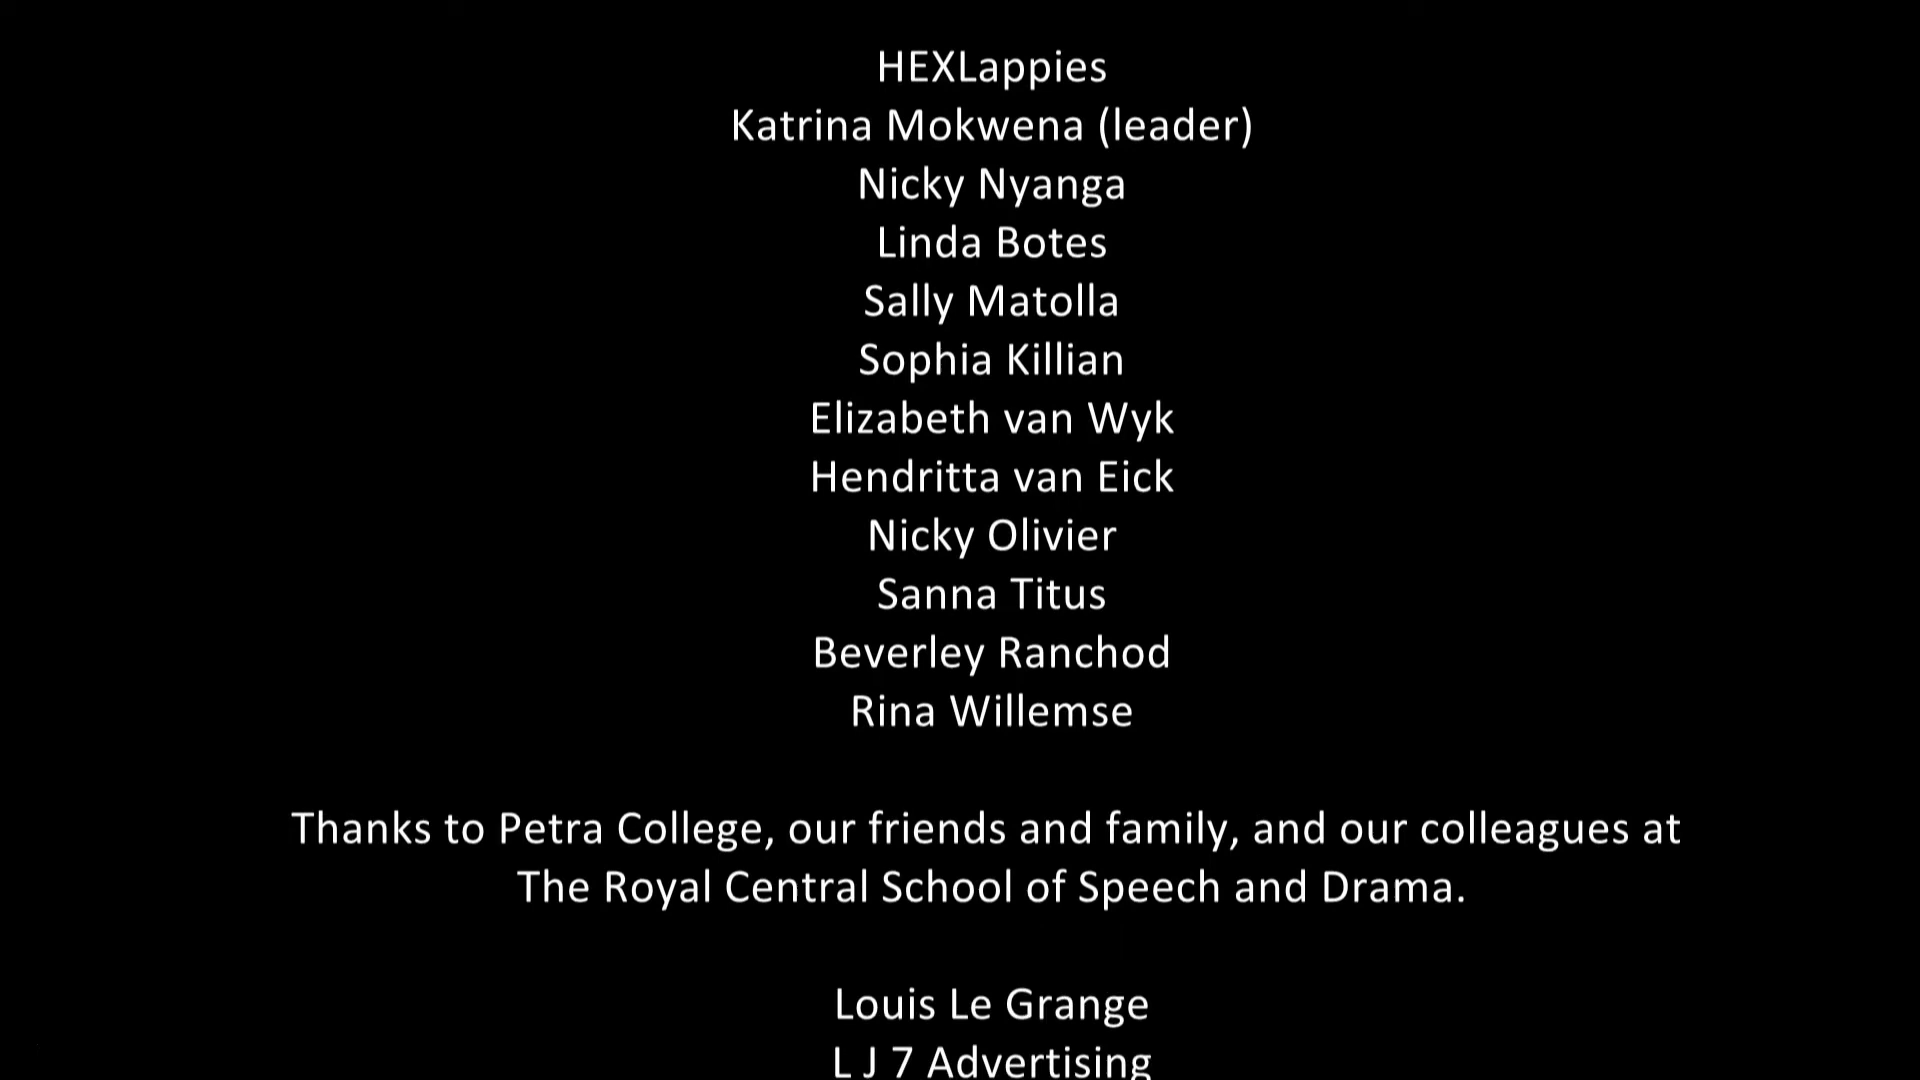 HEXLappies
Katrina Mokwena (leader)
Nicky Nyanga
Linda Botes
Sally Matolla
Sophia Killian
Elizabeth van Wyk
Hendritta van Eick
Nicky Olivier
Sanna Titus
Beverley Ranchod
Rina Willemse
Thanks to Petra College, our friends and family, and our colleagues at
The Royal Central School of Speech and Drama.
Louis Le Grange
L J 7 Advertising